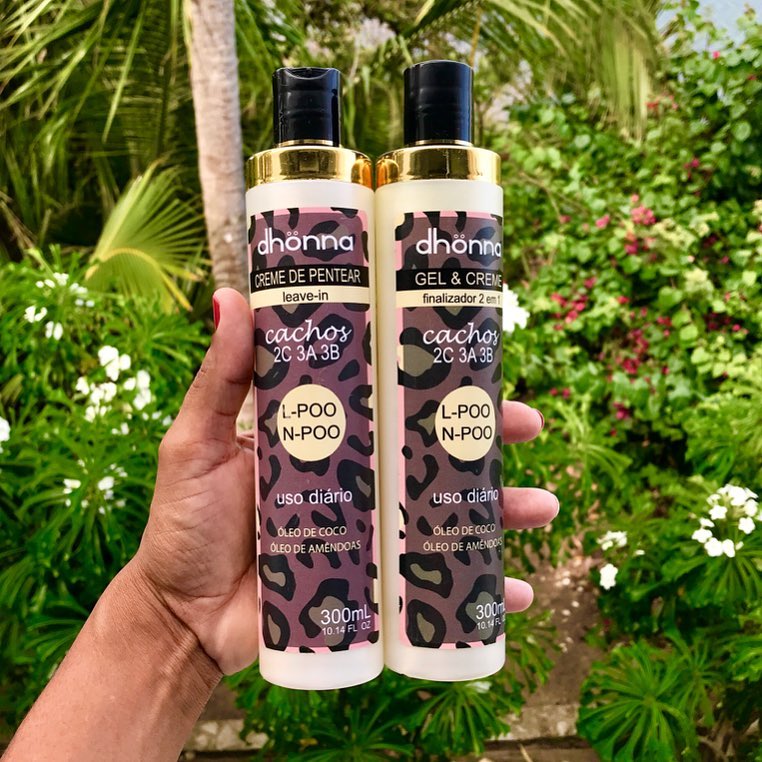 dhönna
CREME DE PENTEAR
leave-in
cachos
2C 3A 3B
L-POO
N-POO
uso diário
ÓLEO DE COCO
ÓLEO DE AMÊNDOAS
300mL
10.14 FL OZ
dhönna
GEL & CREME
finalizador 2 em 1
cachos
2C 3A 3B
L-POO
N-POO
uso diário
ÓLEO DE COCO
ÓLEO DE AMÊNDOAS
300mL
10.14 FL OZ